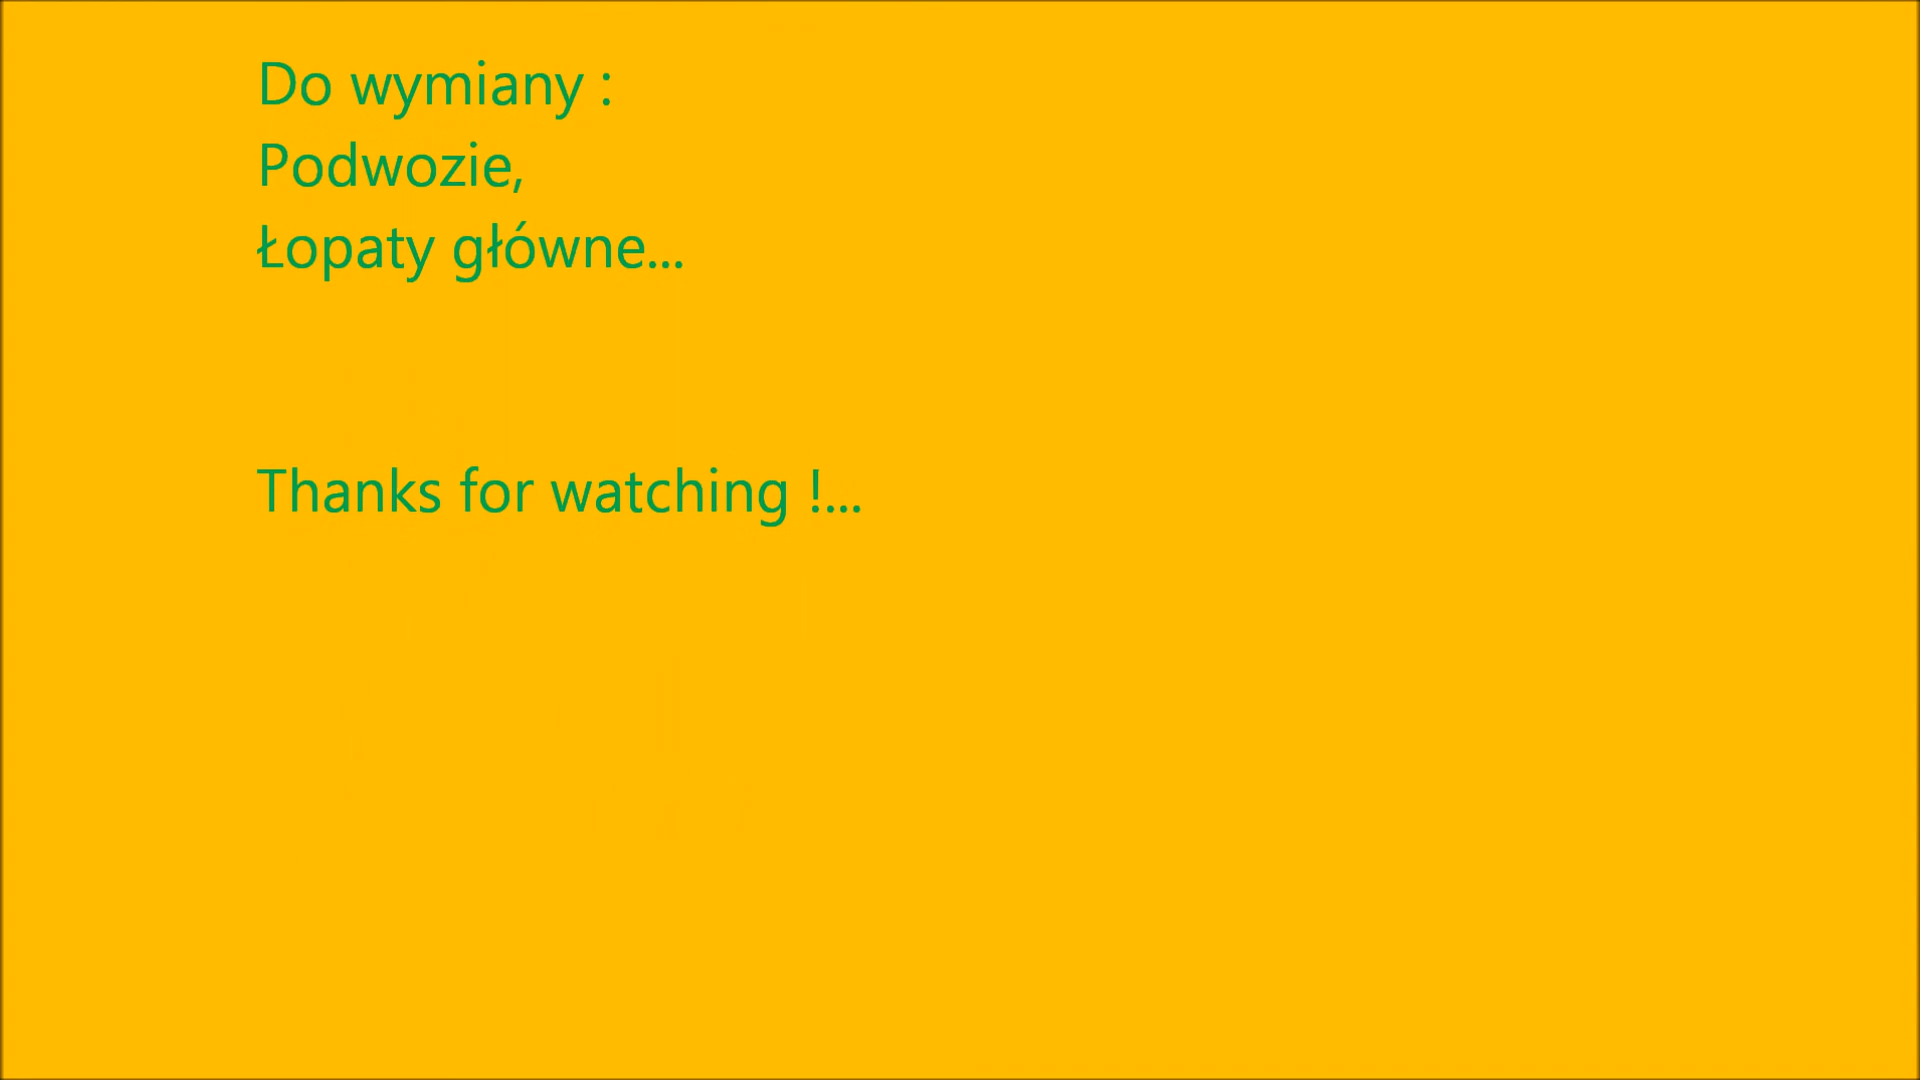 Do wymiany :
Podwozie,
Łopaty główne...
Thanks for watching !...